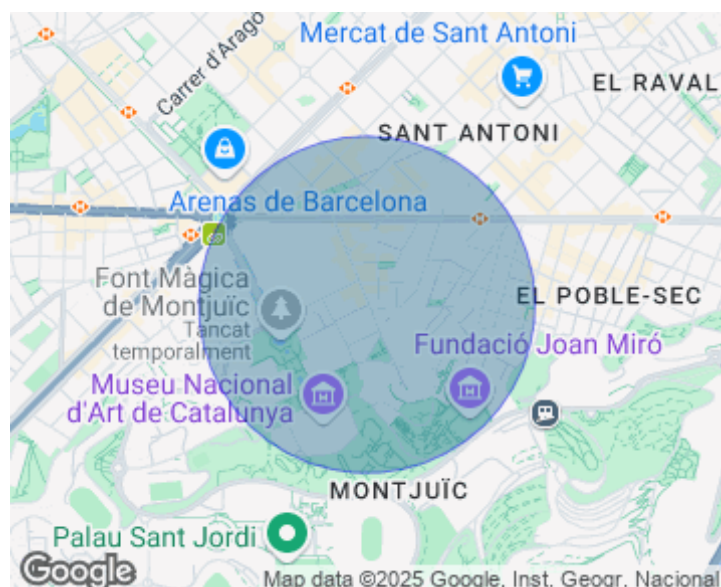 Mercat de Sant Antoni
Carrer d'Aragó
EL RAVAL
SANT ANTONI
Arenas de Barcelona
Font Màgica
de Montjuïc
Tancat
temporalment
EL POBLE-SEC
Fundació Joan Miró
Museu Nacional
d'Art de Catalunya
MONTJUÏC
Palau Sant Jordi
Google
Map data ©2025 Google, Inst. Geogr. Nacional